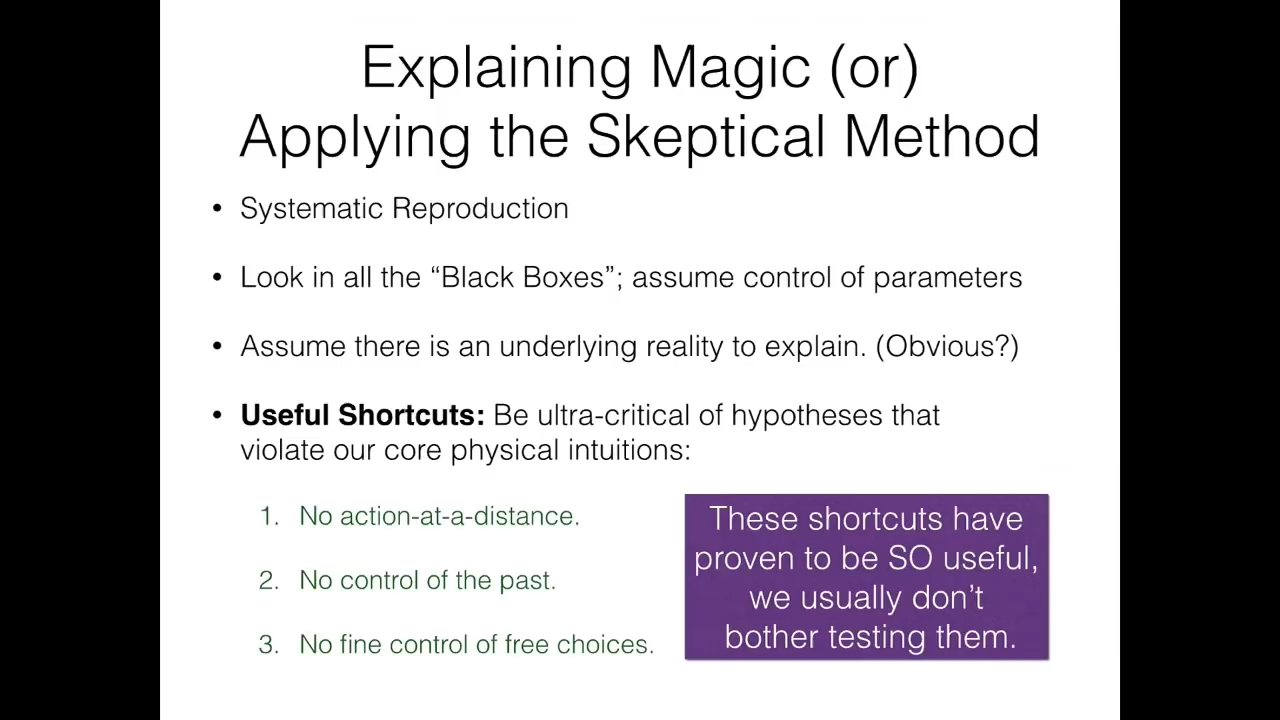 Explaining Magic (or)
Applying the Skeptical Method
• Systematic Reproduction
• Look in all the “Black Boxes”; assume control of parameters
• Assume there is an underlying reality to explain. (Obvious?)
• Useful Shortcuts: Be ultra-critical of hypotheses that
violate our core physical intuitions:
1. No action-at-a-distance.
2. No control of the past.
3. No fine control of free choices.
These shortcuts have
proven to be SO useful,
we usually don’t
bother testing them.